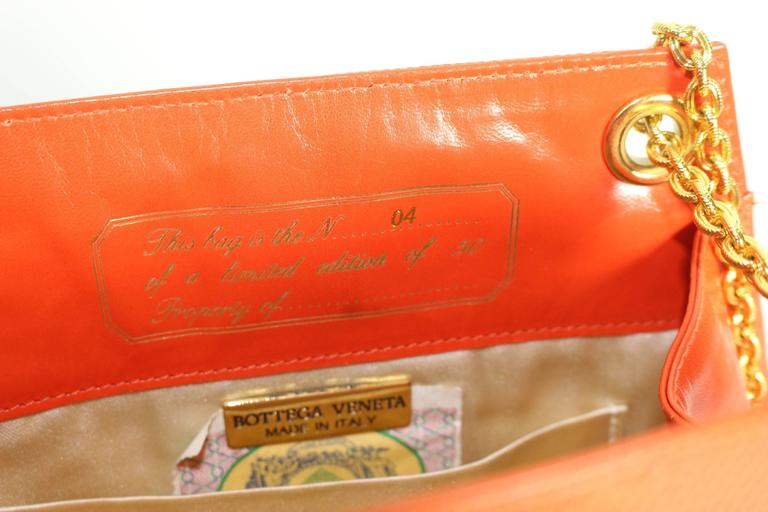 This bag is the N.......04.......
of a limited edition of 30
Property of........................
BOTTEGA VENETA
MADE IN ITALY